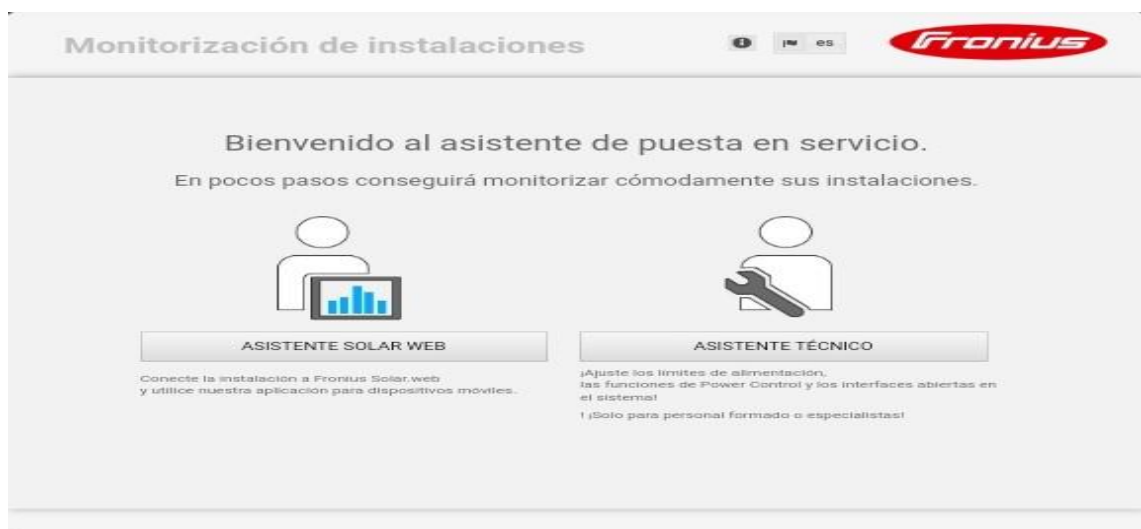 Monitorización de instalaciones
es
Fronius
Bienvenido al asistente de puesta en servicio.
En pocos pasos conseguirá monitorizar cómodamente sus instalaciones.
ASISTENTE SOLAR WEB
ASISTENTE TÉCNICO
Conecte la instalación a Fronius Solar.web
y utilice nuestra aplicación para dispositivos móviles.
¡Ajuste los límites de alimentación,
las funciones de Power Control y los interfaces abiertas en
el sistema!
! ¡Solo para personal formado o especialistas!